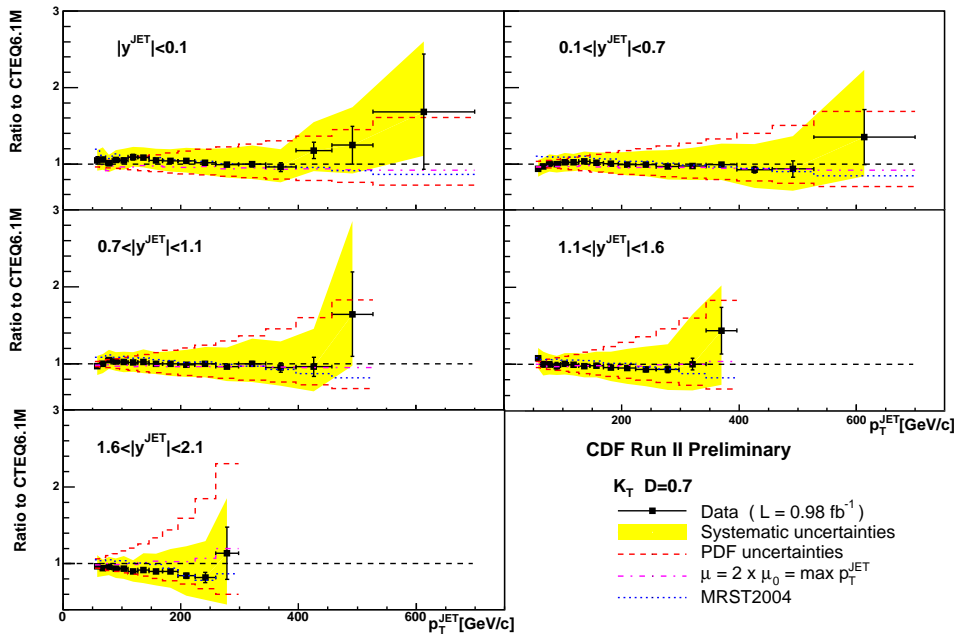 Ratio to CTEQ6.1M
3
2
1
3
|y^JET|<0.1
0.1<|y^JET|<0.7
Ratio to CTEQ6.1M
2
1
3
0.7<|y^JET|<1.1
1.1<|y^JET|<1.6
200
400
600
p_T^JET[GeV/c]
Ratio to CTEQ6.1M
2
1
0
1.6<|y^JET|<2.1
0
200
400
600
p_T^JET[GeV/c]
CDF Run II Preliminary
K_T D=0.7
Data ( L = 0.98 fb^-1)
Systematic uncertainties
PDF uncertainties
μ = 2 x μ_0 = max p_T^JET
MRST2004